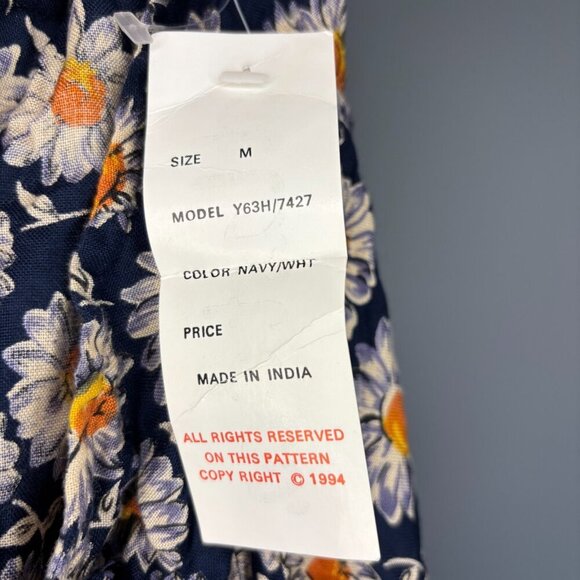 SIZE M
MODEL Y63H/7427
COLOR NAVY/WHT
PRICE
MADE IN INDIA
ALL RIGHTS RESERVED
ON THIS PATTERN
COPY RIGHT © 1994